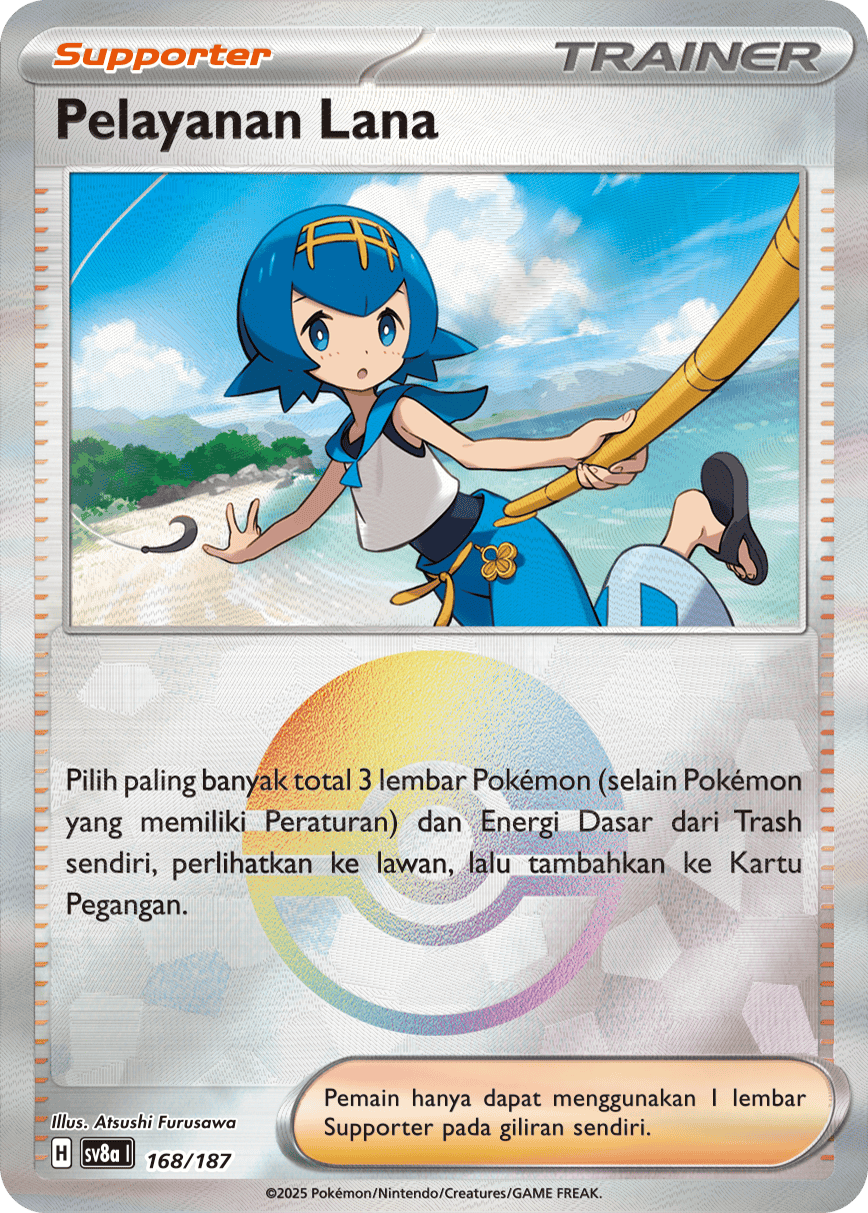 Supporter
TRAINER
Pelayanan Lana
Pilih paling banyak total 3 lembar Pokémon (selain Pokémon
yang memiliki Peraturan) dan Energi Dasar dari Trash
sendiri, perlihatkan ke lawan, lalu tambahkan ke Kartu
Pegangan.
Pemain hanya dapat menggunakan 1 lembar
Supporter pada giliran sendiri.
Illus. Atsushi Furusawa
H sv8a I 168/187
©2025 Pokémon/Nintendo/Creatures/GAME FREAK.